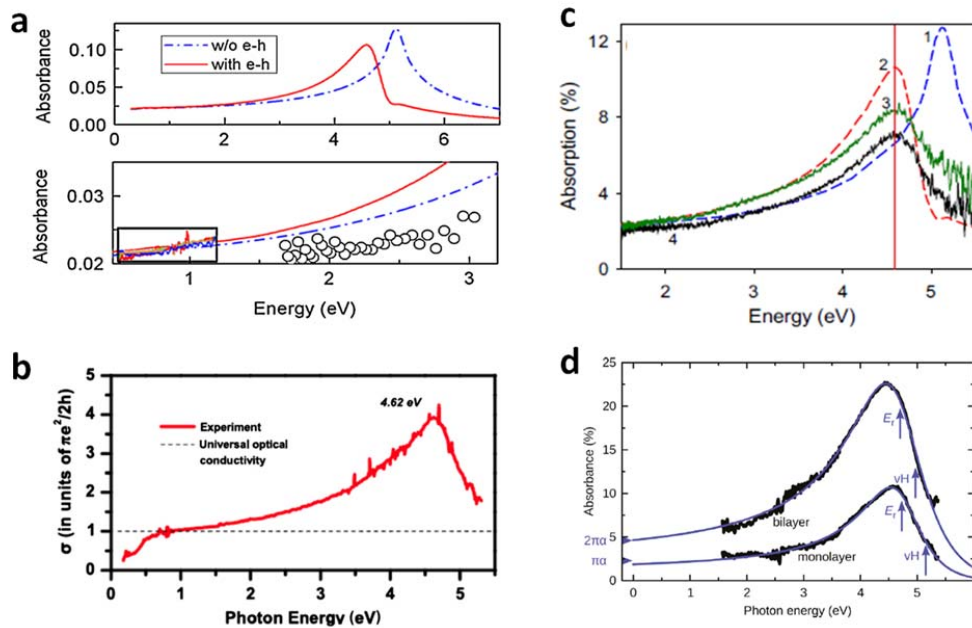 a
w/o e-h
with e-h
Absorbance
0.10
0.05
0.00
0 2 4 6
Absorbance
0.03
0.02
1 2 3
Energy (eV)
c
Absorption (%)
12
8
4
0
1
2
3
4
2 3 4 5
Energy (eV)
b
σ (in units of πe²/2h)
5
4
3
2
1
0
4.62 eV
Experiment
Universal optical
conductivity
0 1 2 3 4 5
Photon Energy (eV)
d
Absorbance (%)
25
20
15
10
5
0
2πα
πα
bilayer
monolayer
Er
vH
Er
vH
0 1 2 3 4 5
Photon energy (eV)